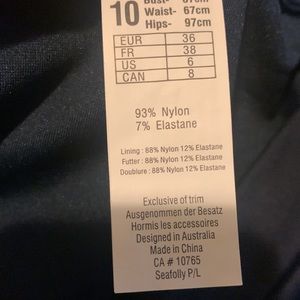 10
Waist- 67cm
Hips- 97cm
EUR 36
FR 38
US 6
CAN 8
93% Nylon
7% Elastane
Lining : 88% Nylon 12% Elastane
Futter : 88% Nylon 12% Elastane
Doublure : 88% Nylon 12% Elastane
Exclusive of trim
Ausgenommen der Besatz
Hormis les accessoires
Designed in Australia
Made in China
CA # 10765
Seafolly P/L